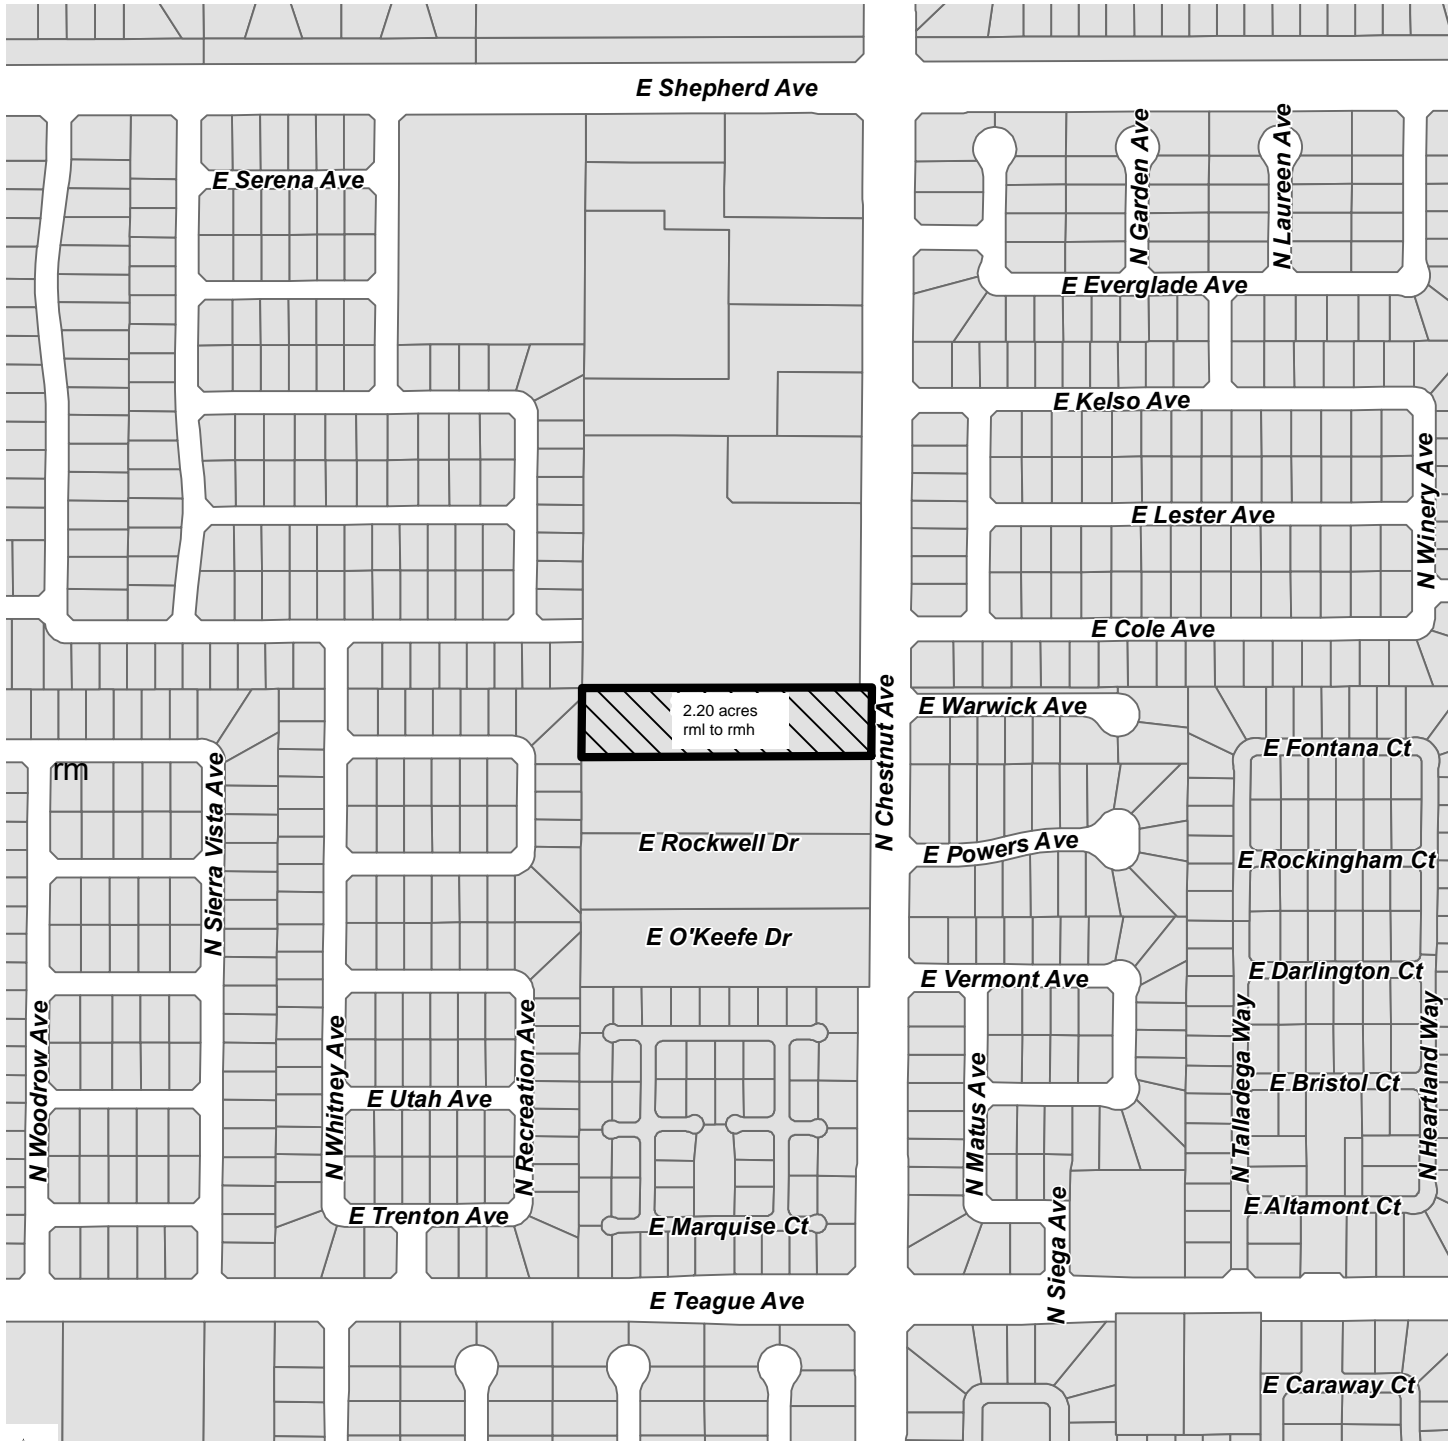 E Shepherd Ave
E Serena Ave
N Garden Ave
N Laureen Ave
E Everglade Ave
E Kelso Ave
N Winery Ave
E Lester Ave
E Cole Ave
2.20 acres
rml to rmh
N Chestnut Ave
E Warwick Ave
E Fontana Ct
rm
N Sierra Vista Ave
E Rockwell Dr
E Powers Ave
E Rockingham Ct
E O'Keefe Dr
E Vermont Ave
E Darlington Ct
N Woodrow Ave
N Whitney Ave
N Recreation Ave
N Matus Ave
N Talladega Way
N Heartland Way
E Utah Ave
E Bristol Ct
E Trenton Ave
E Marquise Ct
N Siega Ave
E Altamont Ct
E Teague Ave
E Caraway Ct